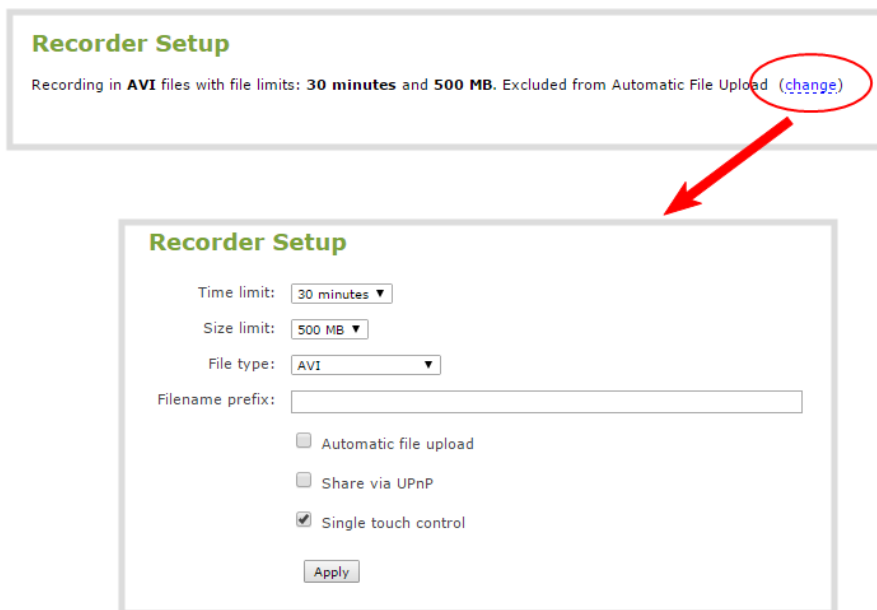 Recorder Setup
Recording in AVI files with file limits: 30 minutes and 500 MB. Excluded from Automatic File Upload (change)
Recorder Setup
Time limit: 30 minutes ▼
Size limit: 500 MB ▼
File type: AVI ▼
Filename prefix:
Automatic file upload
Share via UPnP
Single touch control
Apply